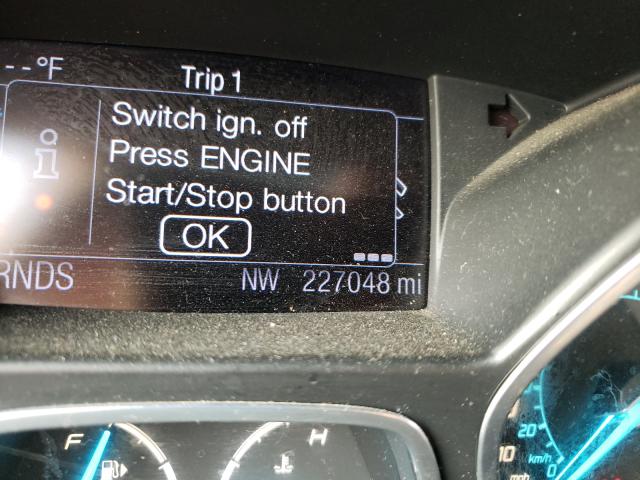 --°F
Trip 1
Switch ign. off
Press ENGINE
Start/Stop button
OK
RNDS
NW 227048 mi
F
H
20
10
km/h
0
mph